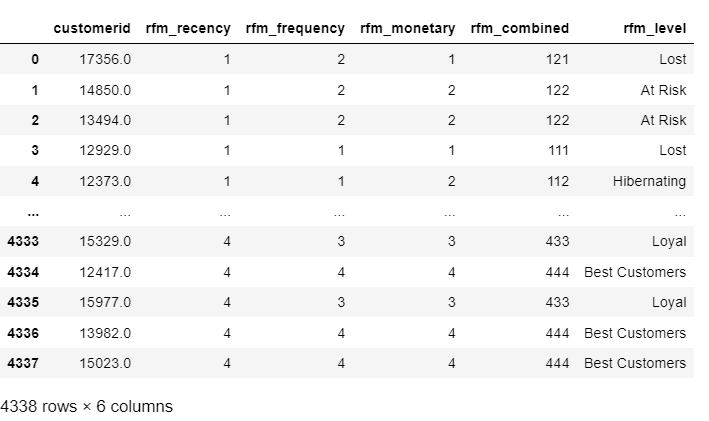 customerid rfm_recency rfm_frequency rfm_monetary rfm_combined rfm_level
0 17356.0 1 2 1 121 Lost
1 14850.0 1 2 2 122 At Risk
2 13494.0 1 2 2 122 At Risk
3 12929.0 1 1 1 111 Lost
4 12373.0 1 1 2 112 Hibernating
... ... ... ... ... ... ...
4333 15329.0 4 3 3 433 Loyal
4334 12417.0 4 4 4 444 Best Customers
4335 15977.0 4 3 3 433 Loyal
4336 13982.0 4 4 4 444 Best Customers
4337 15023.0 4 4 4 444 Best Customers
4338 rows × 6 columns